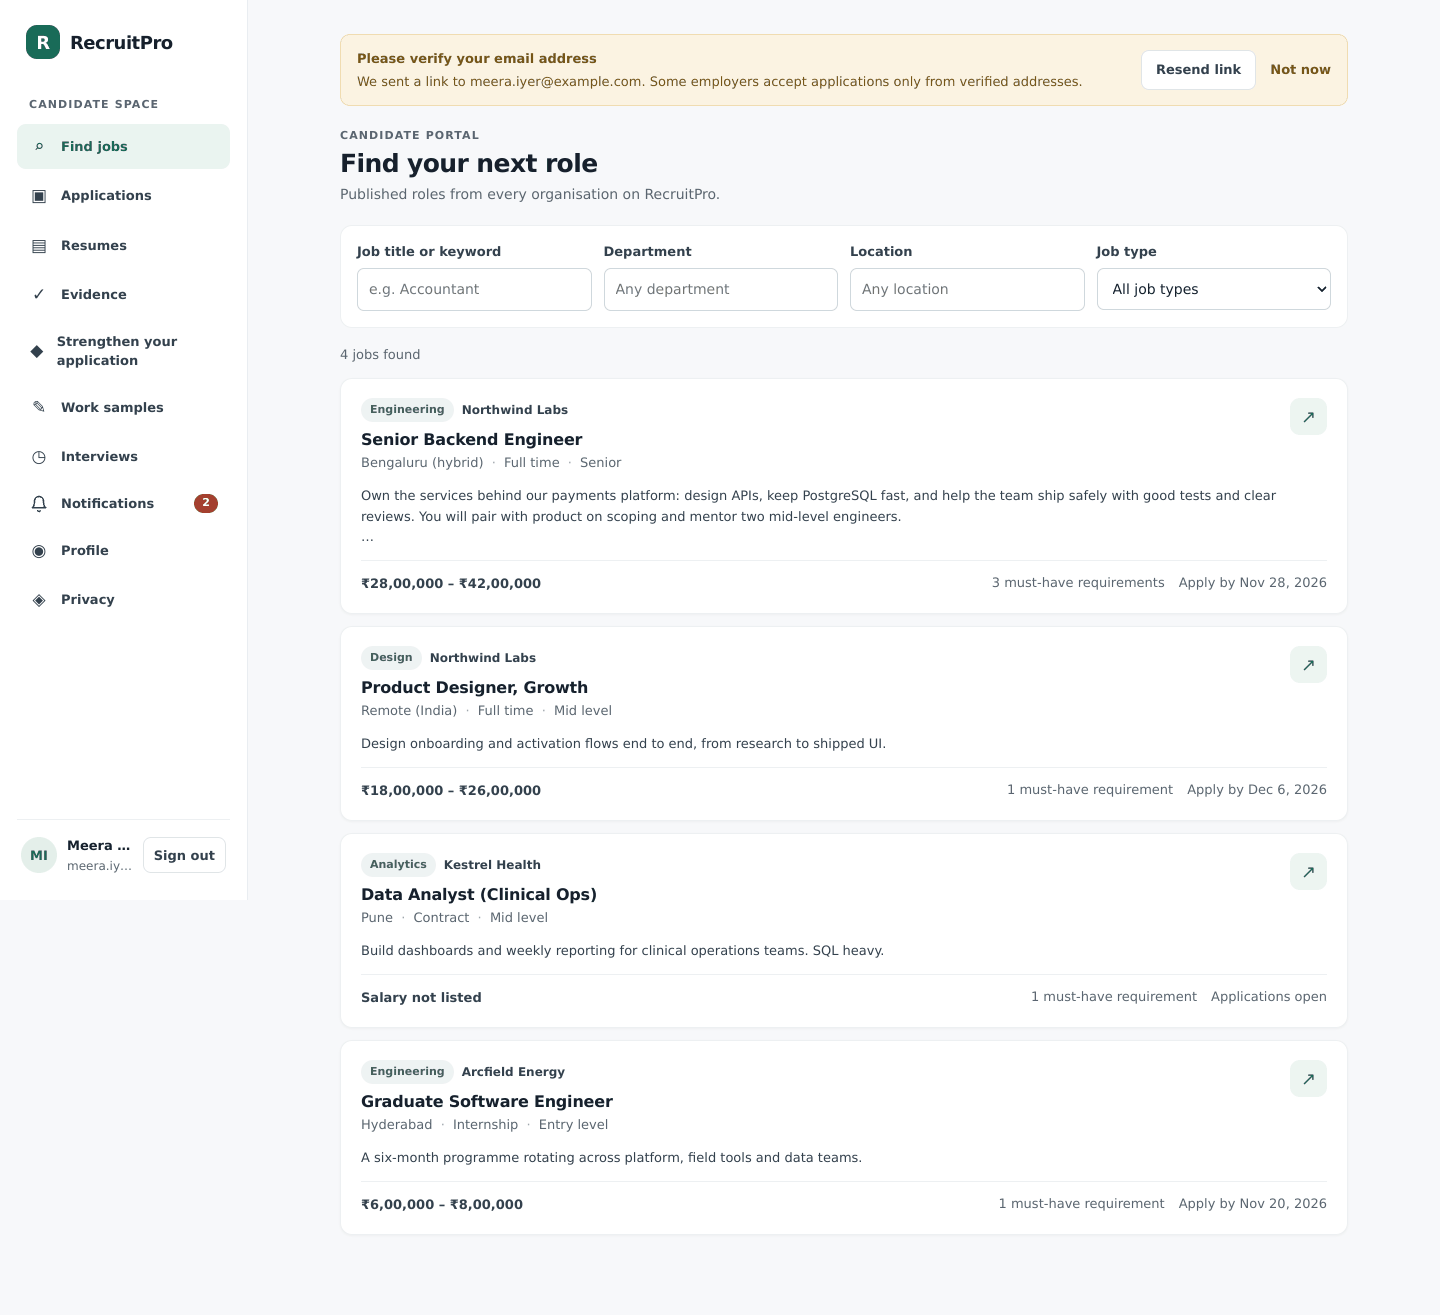 R RecruitPro
CANDIDATE SPACE
Find jobs
Applications
Resumes
Evidence
Strengthen your
application
Work samples
Interviews
Notifications 2
Profile
Privacy
MI
Meera ...
meera.iy...
Sign out
Please verify your email address
We sent a link to meera.iyer@example.com. Some employers accept applications only from verified addresses.
Resend link
Not now
CANDIDATE PORTAL
Find your next role
Published roles from every organisation on RecruitPro.
Job title or keyword
e.g. Accountant
Department
Any department
Location
Any location
Job type
All job types
4 jobs found
Engineering Northwind Labs
Senior Backend Engineer
Bengaluru (hybrid) · Full time · Senior
Own the services behind our payments platform: design APIs, keep PostgreSQL fast, and help the team ship safely with good tests and clear
reviews. You will pair with product on scoping and mentor two mid-level engineers.
...
₹28,00,000 – ₹42,00,000
3 must-have requirements Apply by Nov 28, 2026
Design Northwind Labs
Product Designer, Growth
Remote (India) · Full time · Mid level
Design onboarding and activation flows end to end, from research to shipped UI.
₹18,00,000 – ₹26,00,000
1 must-have requirement Apply by Dec 6, 2026
Analytics Kestrel Health
Data Analyst (Clinical Ops)
Pune · Contract · Mid level
Build dashboards and weekly reporting for clinical operations teams. SQL heavy.
Salary not listed
1 must-have requirement Applications open
Engineering Arcfield Energy
Graduate Software Engineer
Hyderabad · Internship · Entry level
A six-month programme rotating across platform, field tools and data teams.
₹6,00,000 – ₹8,00,000
1 must-have requirement Apply by Nov 20, 2026